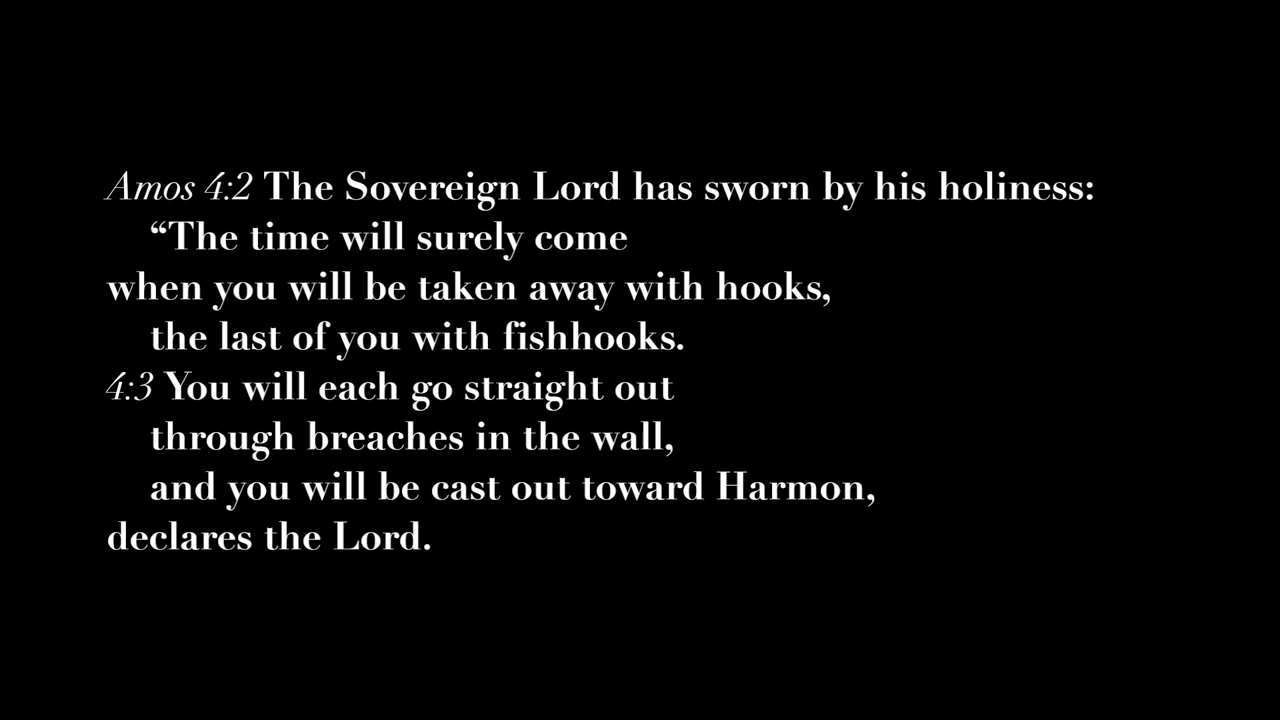 Amos 4:2 The Sovereign Lord has sworn by his holiness:
“The time will surely come
when you will be taken away with hooks,
the last of you with fishhooks.
4:3 You will each go straight out
through breaches in the wall,
and you will be cast out toward Harmon,
declares the Lord.